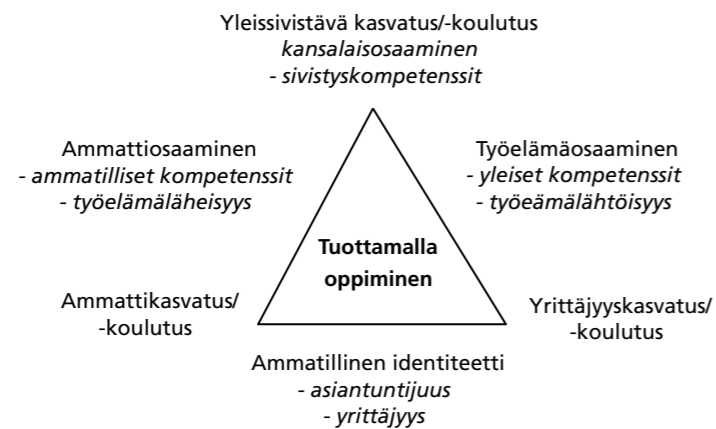 Yleissivistävä kasvatus/-koulutus
kansalaisosaaminen
- sivistyskompetenssit
Ammattiosaaminen
- ammatilliset kompetenssit
- työelämäläheisyys
Työelämäosaaminen
- yleiset kompetenssit
- työeämälähtöisyys
Tuottamalla
oppiminen
Ammattikasvatus/
-koulutus
Yrittäjyyskasvatus/
-koulutus
Ammatillinen identiteetti
- asiantuntijuus
- yrittäjyys